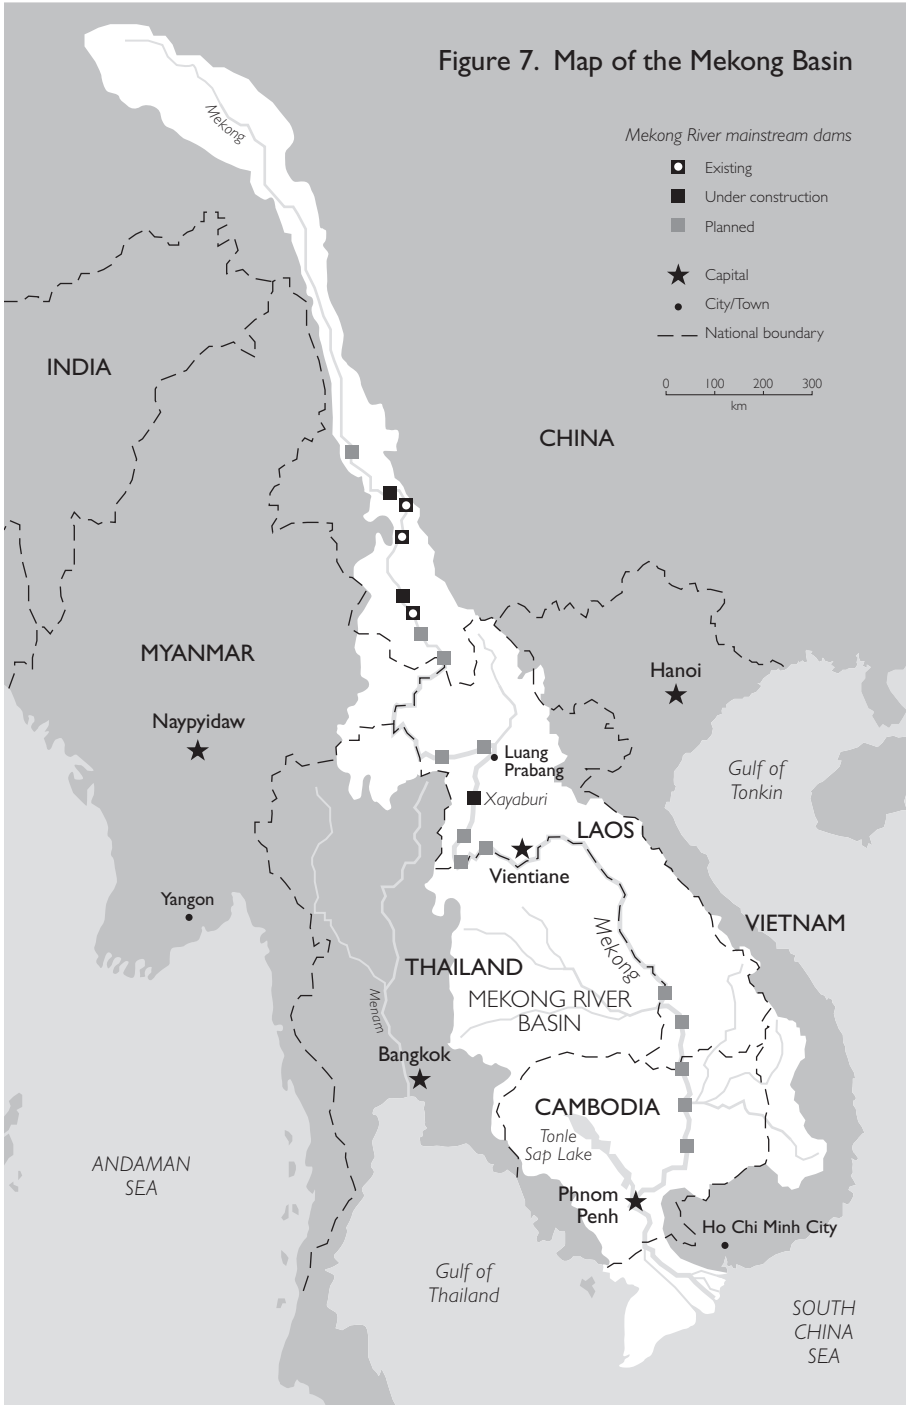 Figure 7. Map of the Mekong Basin
Mekong
Mekong River mainstream dams
Existing
Under construction
Planned
Capital
City/Town
National boundary
0 100 200 300
km
INDIA
CHINA
MYANMAR
Hanoi
Naypyidaw
Luang
Prabang
Gulf of
Tonkin
Xayaburi
LAOS
Vientiane
Yangon
VIETNAM
Mekong
THAILAND
MEKONG RIVER
BASIN
Menam
Bangkok
CAMBODIA
Tonle
Sap Lake
ANDAMAN
SEA
Phnom
Penh
Ho Chi Minh City
Gulf of
Thailand
SOUTH
CHINA
SEA